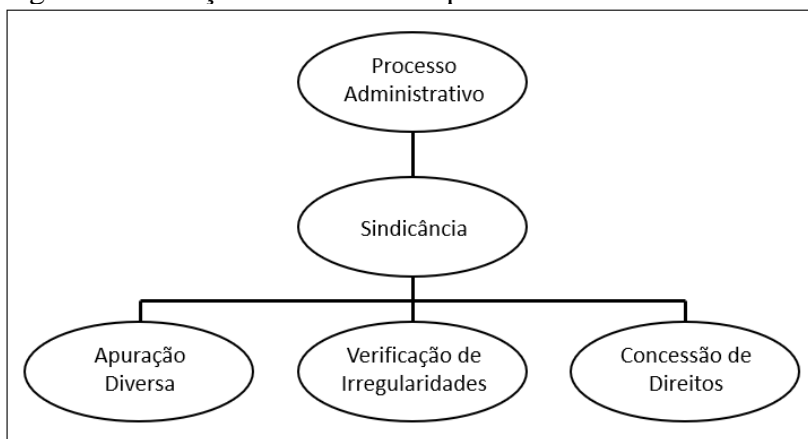 Processo
Administrativo
Sindicância
Apuração
Diversa
Verificação de
Irregularidades
Concessão de
Direitos